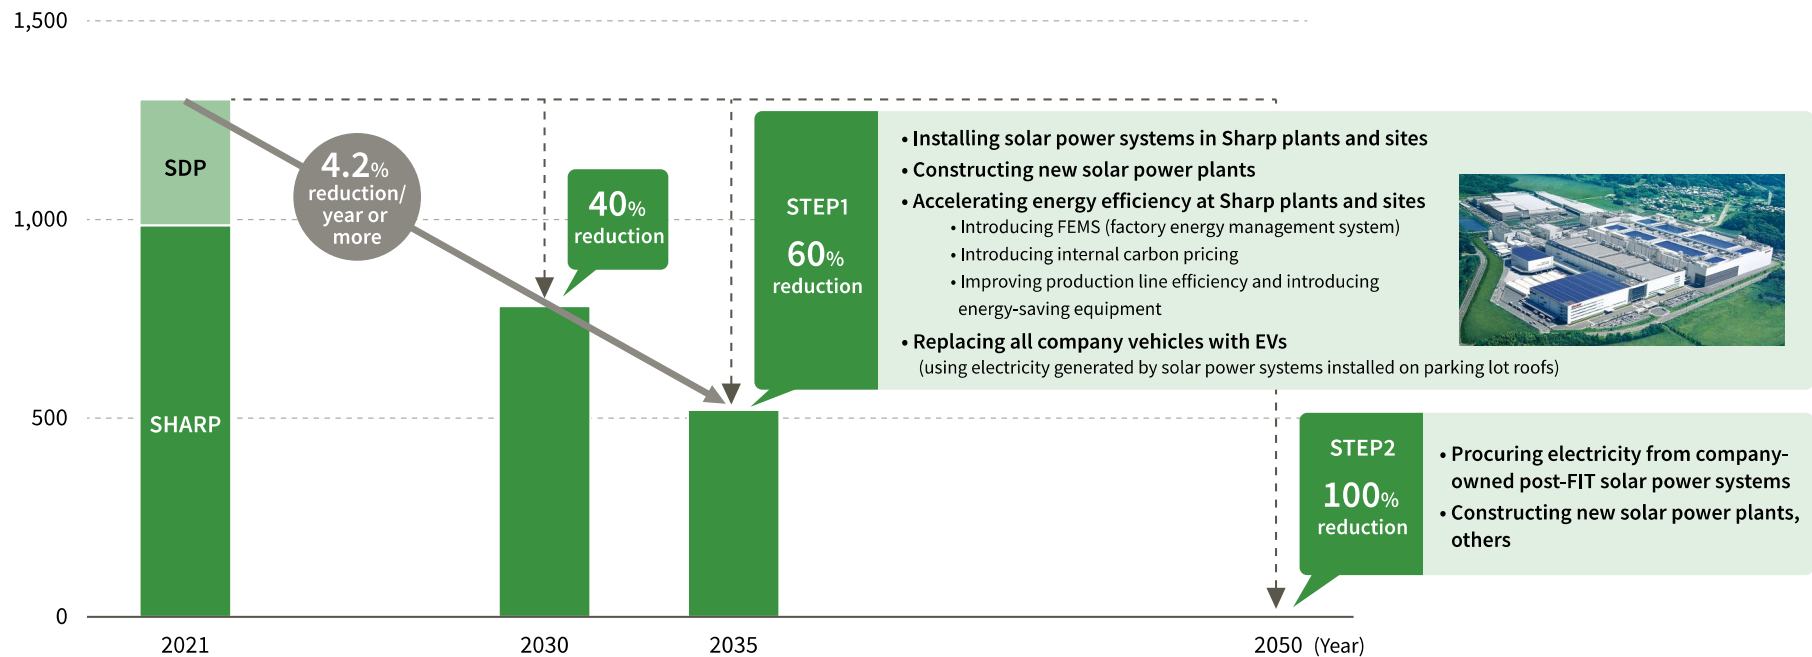 1,500
1,000
500
0
SDP
SHARP
4.2%
reduction/
year or
more
40%
reduction
STEP1
60%
reduction
• Installing solar power systems in Sharp plants and sites
• Constructing new solar power plants
• Accelerating energy efficiency at Sharp plants and sites
• Introducing FEMS (factory energy management system)
• Introducing internal carbon pricing
• Improving production line efficiency and introducing
energy-saving equipment
• Replacing all company vehicles with EVs
(using electricity generated by solar power systems installed on parking lot roofs)
STEP2
100%
reduction
• Procuring electricity from company-
owned post-FIT solar power systems
• Constructing new solar power plants,
others
2021
2030
2035
2050 (Year)